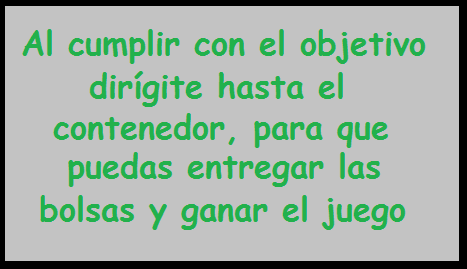 Al cumplir con el objetivo
dirígite hasta el
contenedor, para que
puedas entregar las
bolsas y ganar el juego